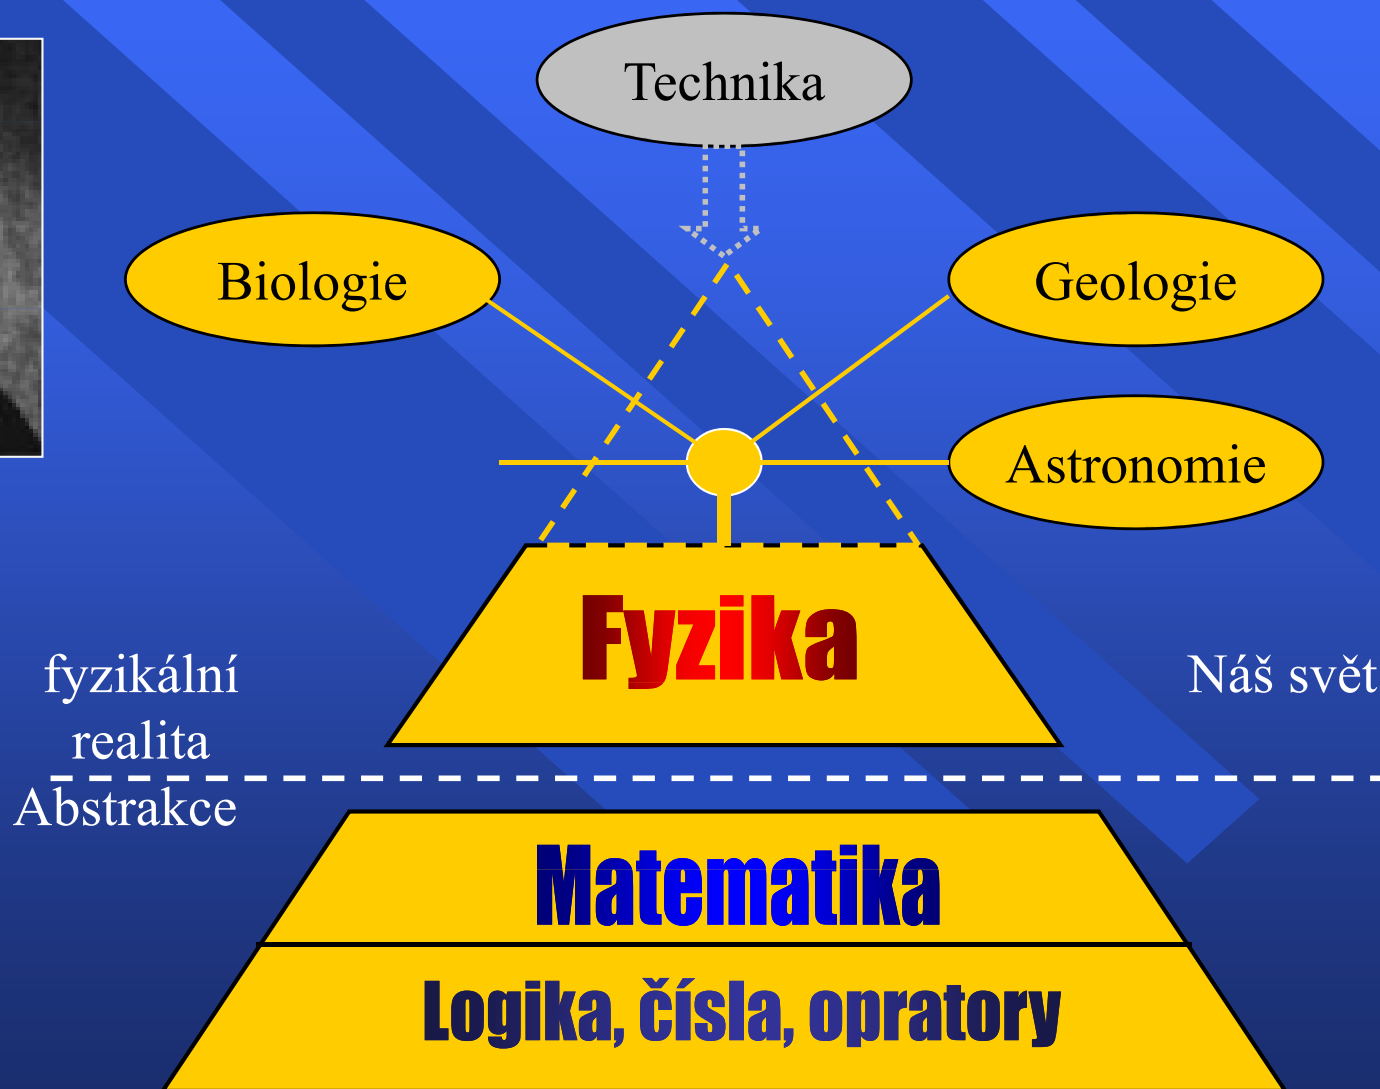 Technika
Biologie
Geologie
Astronomie
Fyzika
fyzikální
realita
Náš svět
Abstrakce
Matematika
Logika, čísla, opratory